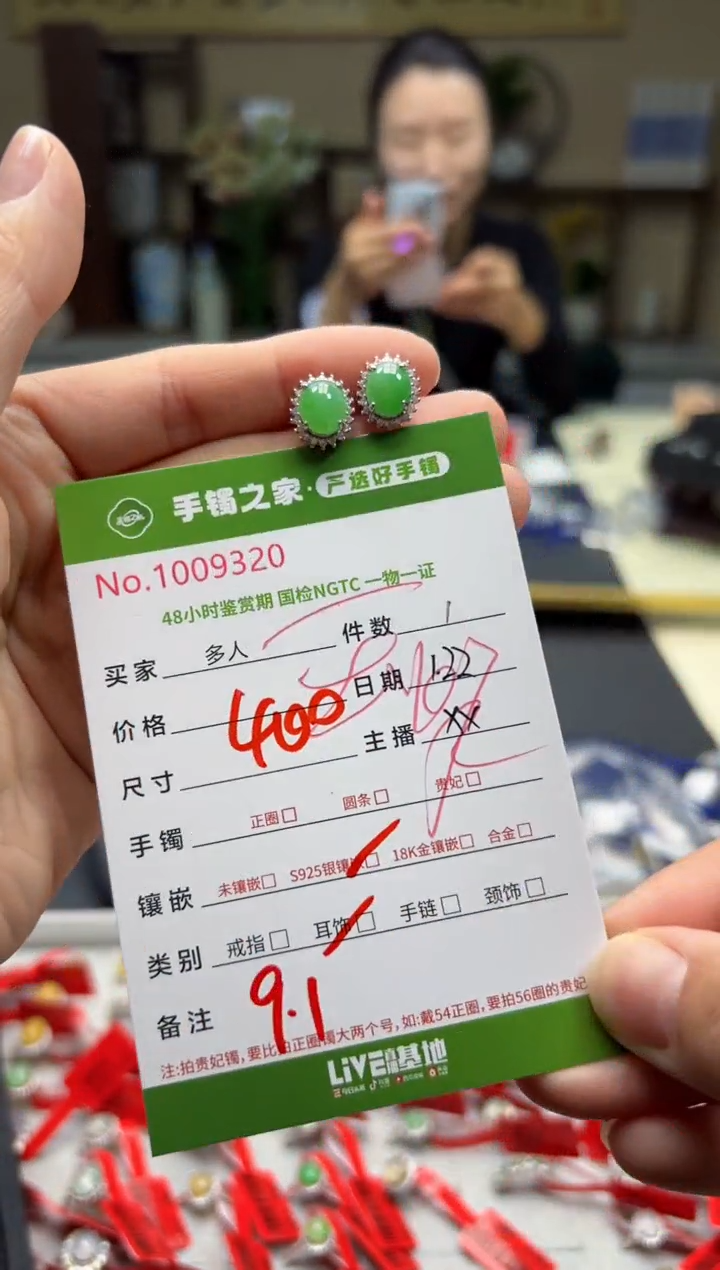 手镯之家·严选好手镯
No.1009320
48小时鉴赏期 国检NGTC 一物一证
买家 多人 件数 1
价格 400 日期 1.22
尺寸 主播 XX
手镯 正圈□ 圆条□ 贵妃□
镶嵌 未镶嵌□ S925银镶嵌□ 18K金镶嵌□ 合金□
类别 戒指□ 耳饰□ 手链□ 颈饰□
备注 9.1
注:拍贵妃镯,要比拍正圈镯大两个号,如:戴54正圈,要拍56圈的贵妃
LIVE直播基地